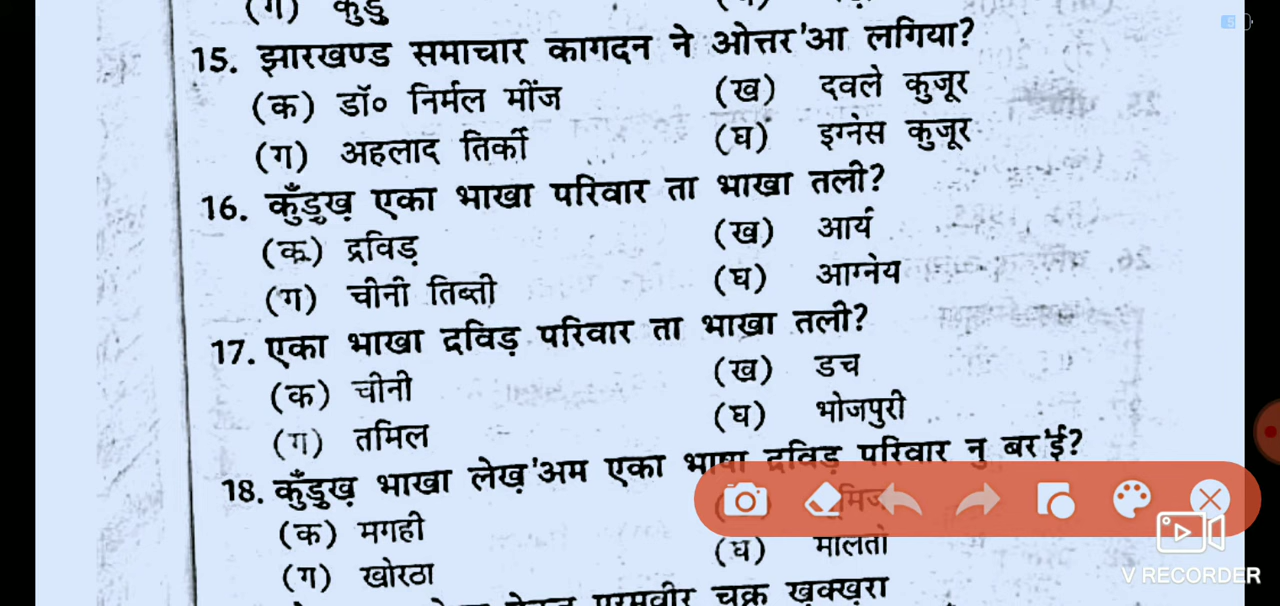 (ग) कुडु
15. झारखण्ड समाचार कागदन ने ओत्तर'आ लगिया?
(क) डॉ० निर्मल मींज (ख) दवले कुजूर
(ग) अहलाद तिर्की (घ) इग्नेस कुजूर
16. कुँड़ुख़ एका भाखा परिवार ता भाखा तली?
(क) द्रविड़ (ख) आर्य
(ग) चीनी तिब्ती (घ) आग्नेय
17. एका भाखा द्रविड़ परिवार ता भाखा तली?
(क) चीनी (ख) डच
(ग) तमिल (घ) भोजपुरी
18. कुँड़ुख़ भाखा लेख़'अम एका भाषा द्रविड़ परिवार नु बर'ई?
(क) मगही
(ग) खोरठा (घ) मालतो
परमवीर चक्र ख़क्ख़रा
V RECORDER